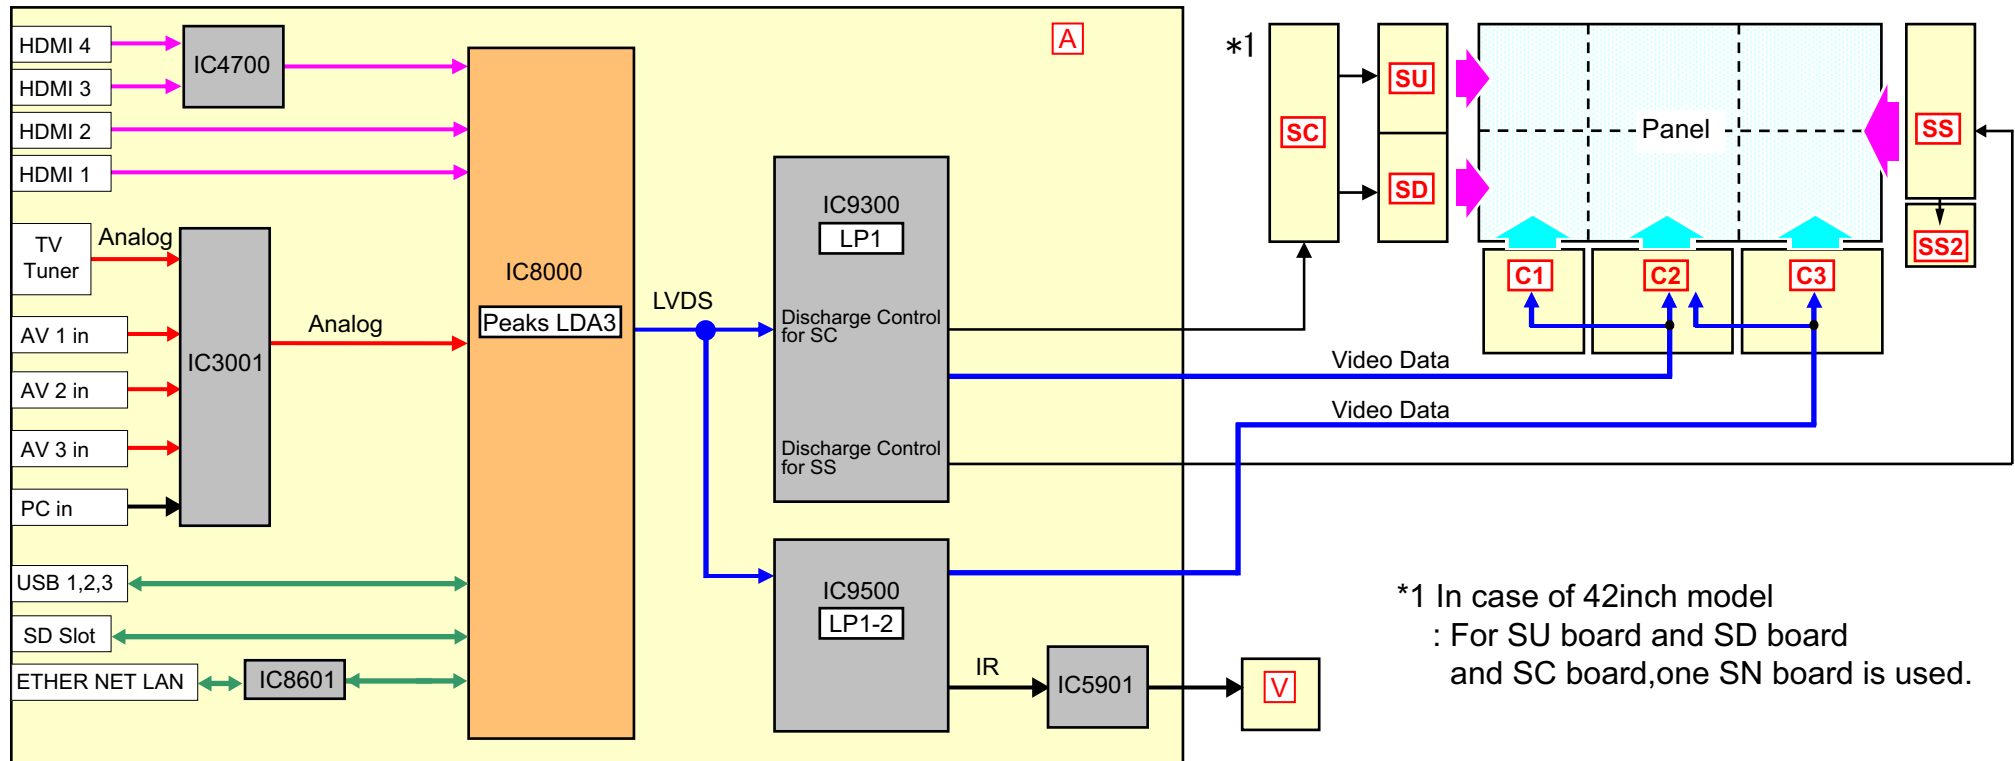 A
HDMI 4
HDMI 3
HDMI 2
HDMI 1
IC4700
TV
Tuner
Analog
AV 1 in
AV 2 in
AV 3 in
PC in
IC3001
Analog
USB 1,2,3
SD Slot
ETHER NET LAN
IC8601
IC8000
Peaks LDA3
LVDS
IC9300
LP1
Discharge Control
for SC
Discharge Control
for SS
IC9500
LP1-2
IR
IC5901
V
Video Data
Video Data
*1
SC
SU
SD
Panel
SS
SS2
C1
C2
C3
*1 In case of 42inch model
: For SU board and SD board
and SC board,one SN board is used.